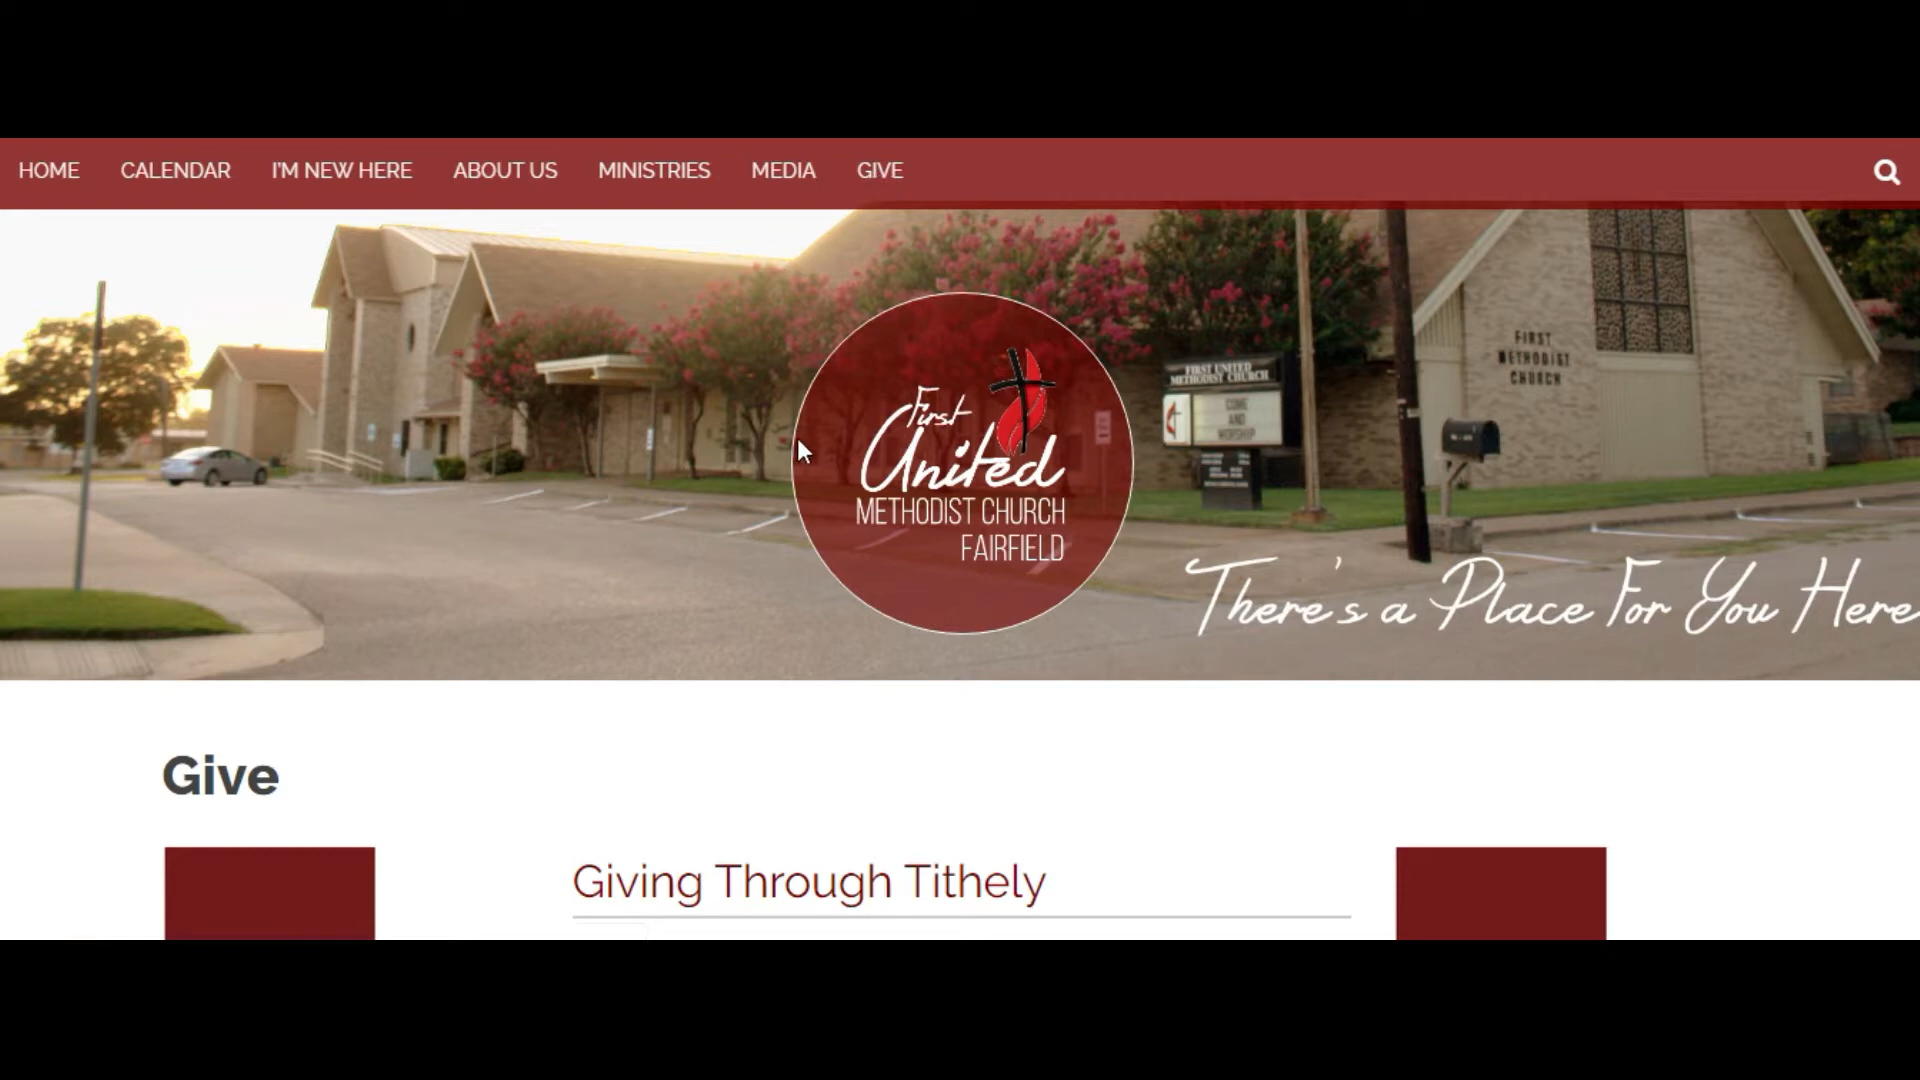 HOME CALENDAR I'M NEW HERE ABOUT US MINISTRIES MEDIA GIVE
FIRST
METHODIST
CHURCH
FIRST UNITED
METHODIST CHURCH
COME
AND
WORSHIP
First
United
METHODIST CHURCH
FAIRFIELD
There's a Place For You Here
Give
Giving Through Tithely